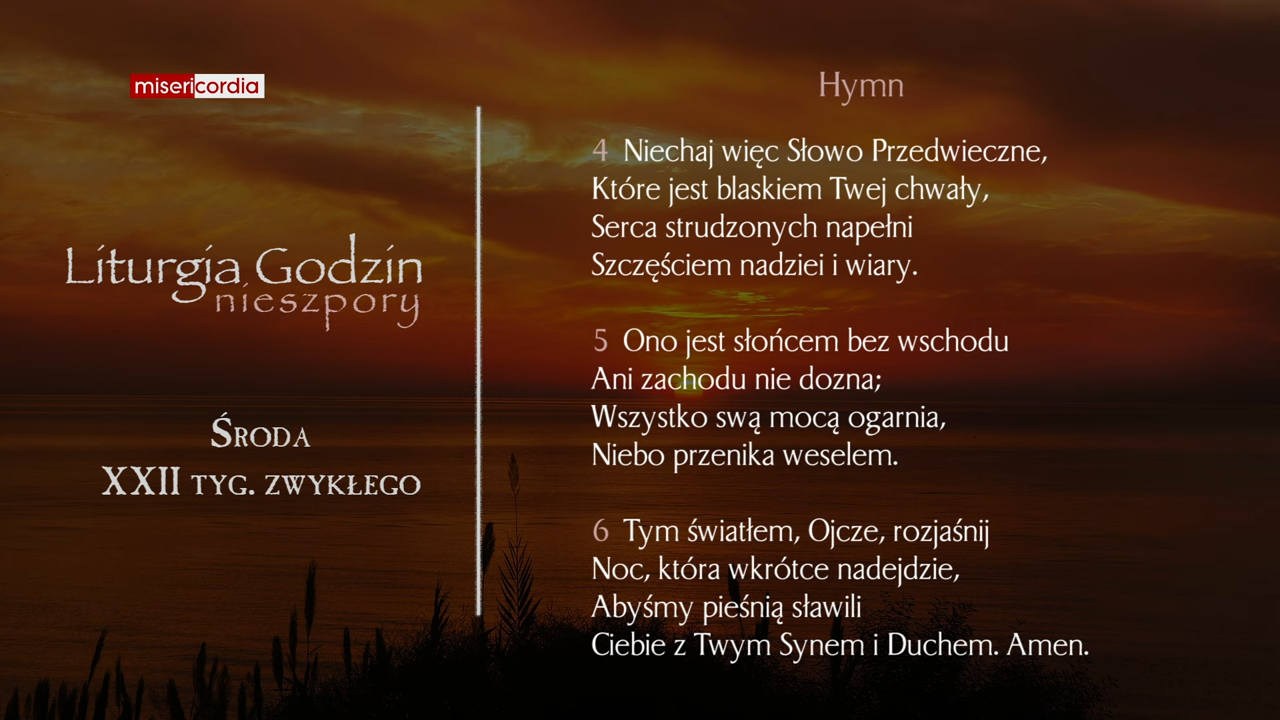 misericordia
Liturgia Godzin
nieszpory
Środa
XXII tyg. zwykłego
Hymn
4 Niechaj więc Słowo Przedwieczne,
Które jest blaskiem Twej chwały,
Serca strudzonych napełni
Szczęściem nadziei i wiary.
5 Ono jest słońcem bez wschodu
Ani zachodu nie dozna;
Wszystko swą mocą ogarnia,
Niebo przenika weselem.
6 Tym światłem, Ojcze, rozjaśnij
Noc, która wkrótce nadejdzie,
Abyśmy pieśnią sławili
Ciebie z Twym Synem i Duchem. Amen.